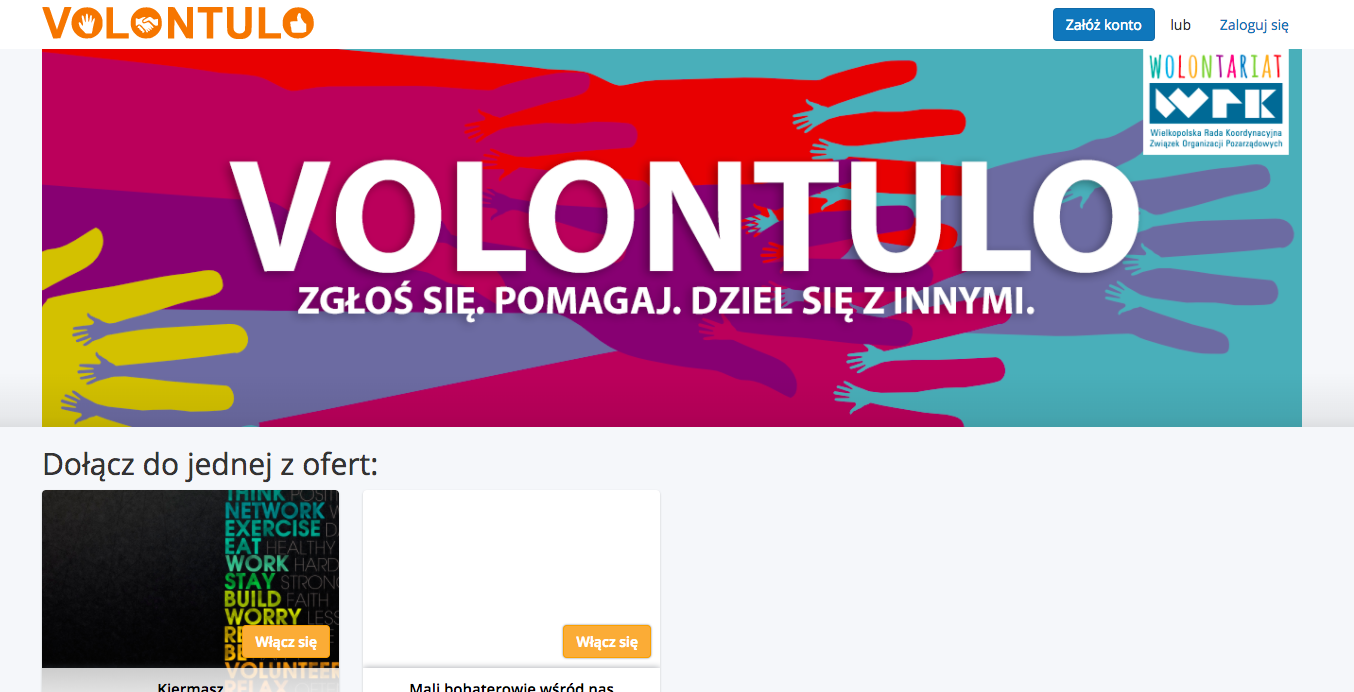 VOLONTULO
Załóż konto lub Zaloguj się
WOLONTARIAT
WRK
Wielkopolska Rada Koordynacyjna
Związek Organizacji Pozarządowych
VOLONTULO
ZGŁOŚ SIĘ. POMAGAJ. DZIEL SIĘ Z INNYMI.
Dołącz do jednej z ofert:
THINK POSIT
NETWORK W
EXERCISE D
EAT HEALTHY
WORK HARD
STAY STRONG
BUILD FAITH
WORRY LESS
RE
BE
VOLUNTEER
RELAX
Włącz się
Kiermasz
Włącz się
Mali bohaterowie wśród nas